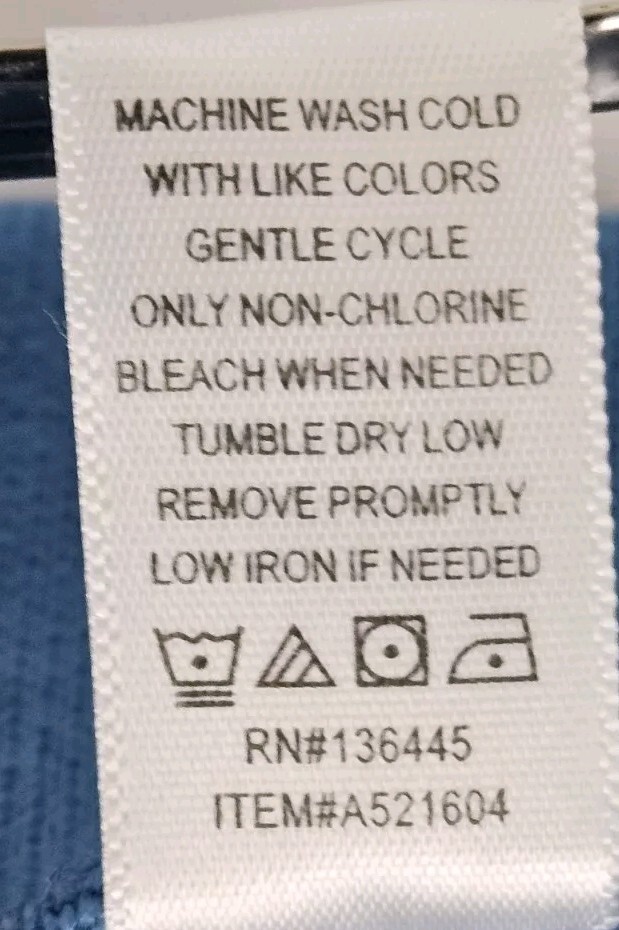 MACHINE WASH COLD
WITH LIKE COLORS
GENTLE CYCLE
ONLY NON-CHLORINE
BLEACH WHEN NEEDED
TUMBLE DRY LOW
REMOVE PROMPTLY
LOW IRON IF NEEDED
RN#136445
ITEM#A521604